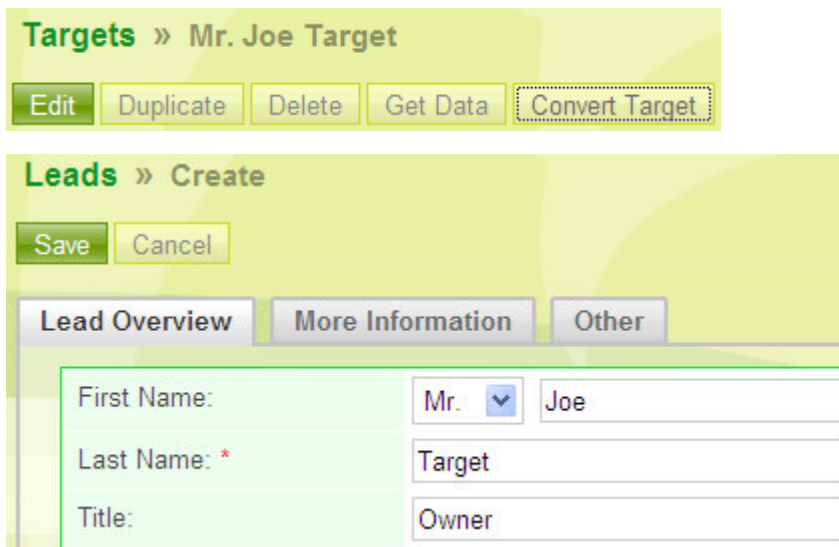 Targets » Mr. Joe Target
Edit Duplicate Delete Get Data Convert Target
Leads » Create
Save Cancel
Lead Overview More Information Other
First Name: Mr. Joe
Last Name: * Target
Title: Owner